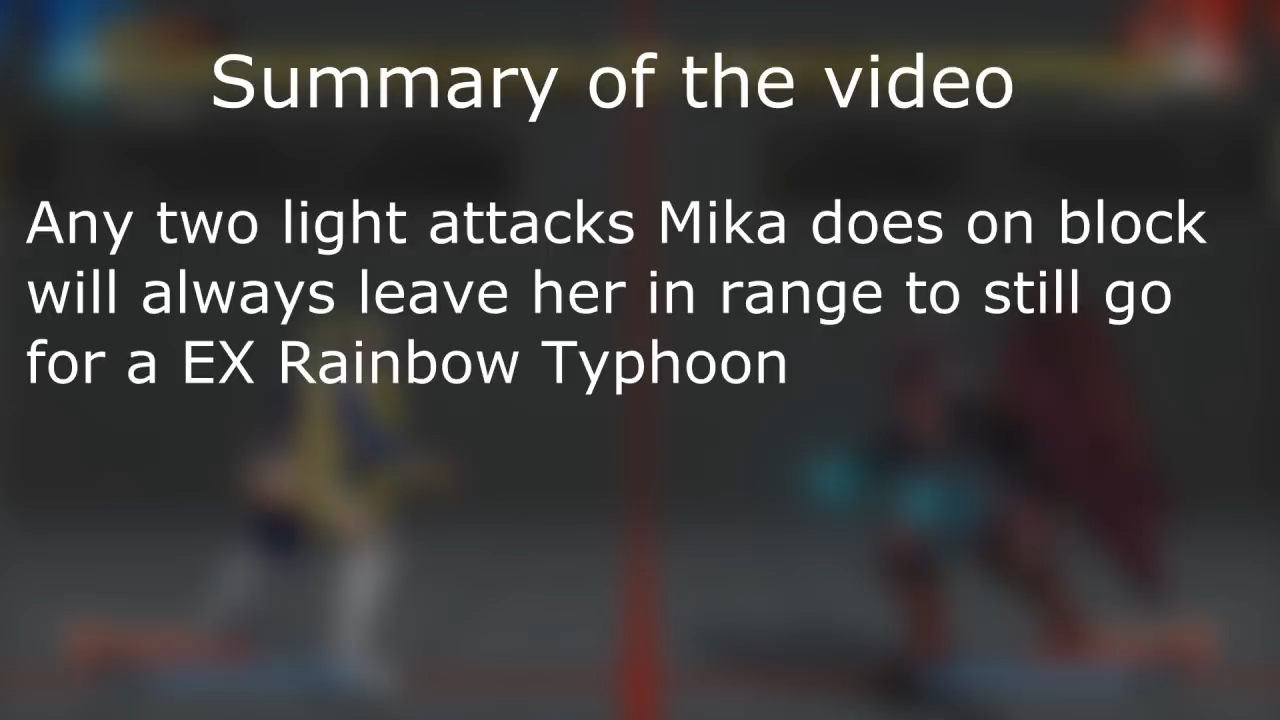 Summary of the video
Any two light attacks Mika does on block
will always leave her in range to still go
for a EX Rainbow Typhoon